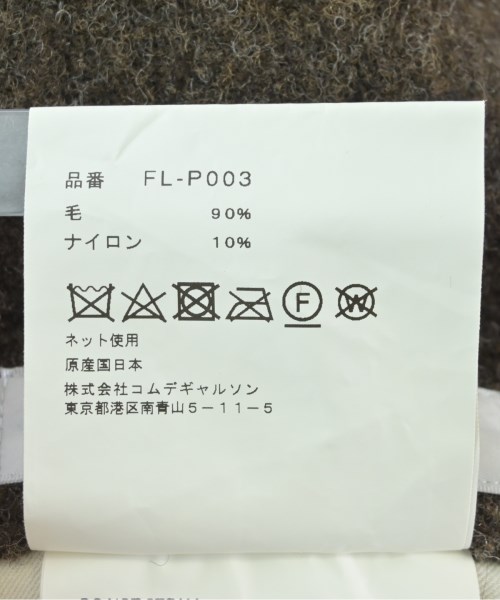 品番 FL-P003
毛 90%
ナイロン 10%
F W
ネット使用
原産国日本
株式会社コムデギャルソン
東京都港区南青山5-11-5